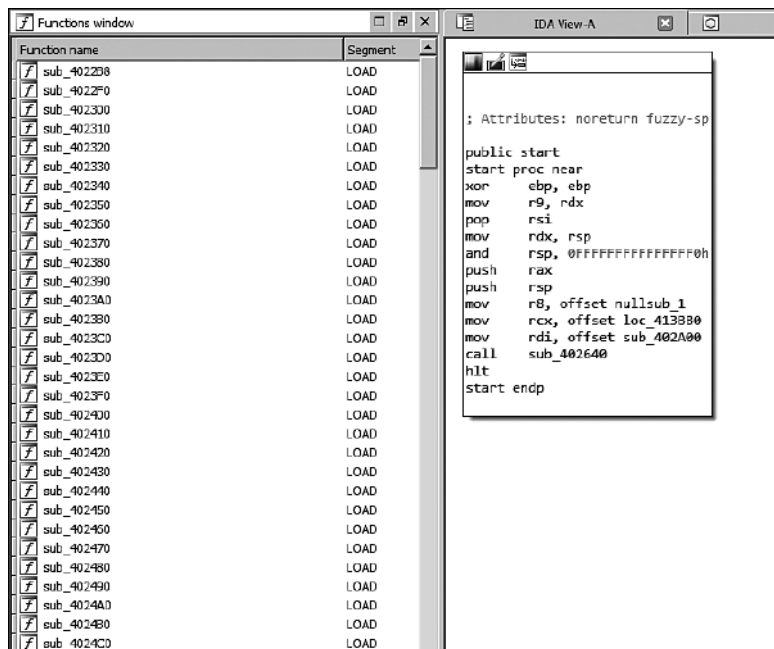 Functions window
Function name Segment
sub_4022B8 LOAD
sub_4022F0 LOAD
sub_402300 LOAD
sub_402310 LOAD
sub_402320 LOAD
sub_402330 LOAD
sub_402340 LOAD
sub_402350 LOAD
sub_402360 LOAD
sub_402370 LOAD
sub_402380 LOAD
sub_402390 LOAD
sub_4023A0 LOAD
sub_4023B0 LOAD
sub_4023C0 LOAD
sub_4023D0 LOAD
sub_4023E0 LOAD
sub_4023F0 LOAD
sub_402400 LOAD
sub_402410 LOAD
sub_402420 LOAD
sub_402430 LOAD
sub_402440 LOAD
sub_402450 LOAD
sub_402460 LOAD
sub_402470 LOAD
sub_402480 LOAD
sub_402490 LOAD
sub_4024A0 LOAD
sub_4024B0 LOAD
sub_4024C0 LOAD
IDA View-A
; Attributes: noreturn fuzzy-sp
public start
start proc near
xor ebp, ebp
mov r9, rdx
pop rsi
mov rdx, rsp
and rsp, 0FFFFFFFFFFFFFFF0h
push rax
push rsp
mov r8, offset nullsub_1
mov rcx, offset loc_413BB0
mov rdi, offset sub_402A00
call sub_402640
hlt
start endp